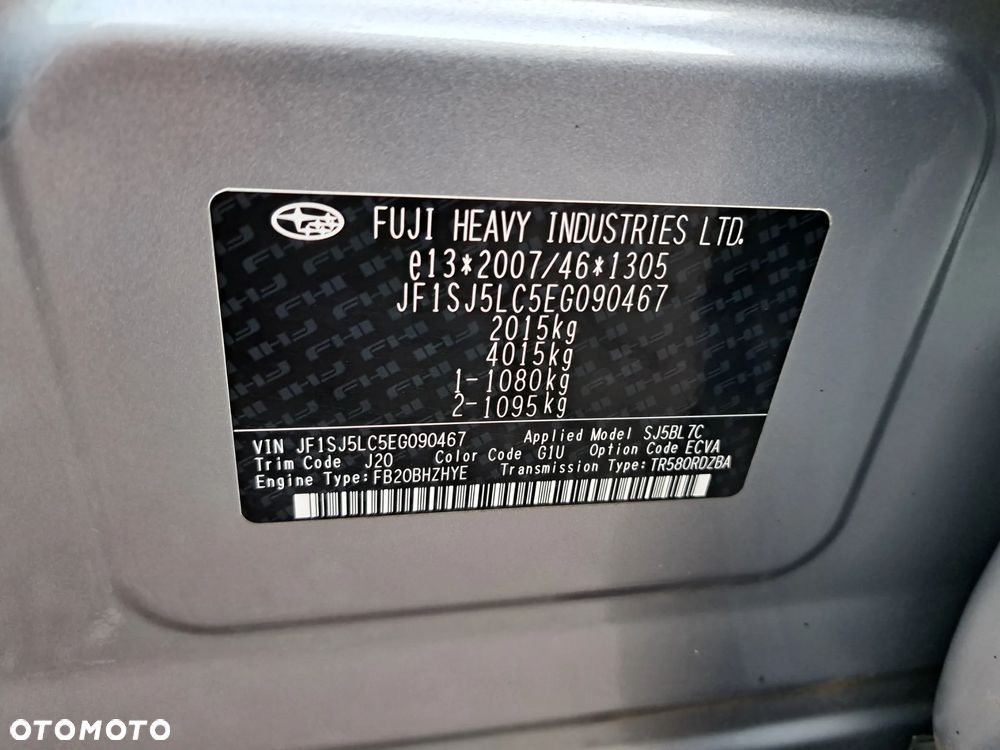 FUJI HEAVY INDUSTRIES LTD.
e13*2007/46*1305
JF1SJ5LC5EG090467
2015kg
4015kg
1-1080kg
2-1095kg
VIN JF1SJ5LC5EG090467 Applied Model SJ5BL7C
Trim Code J20 Color Code G1U Option Code ECVA
Engine Type:FB20BHZHYE Transmission Type:TR580RDZBA
OTOMOTO